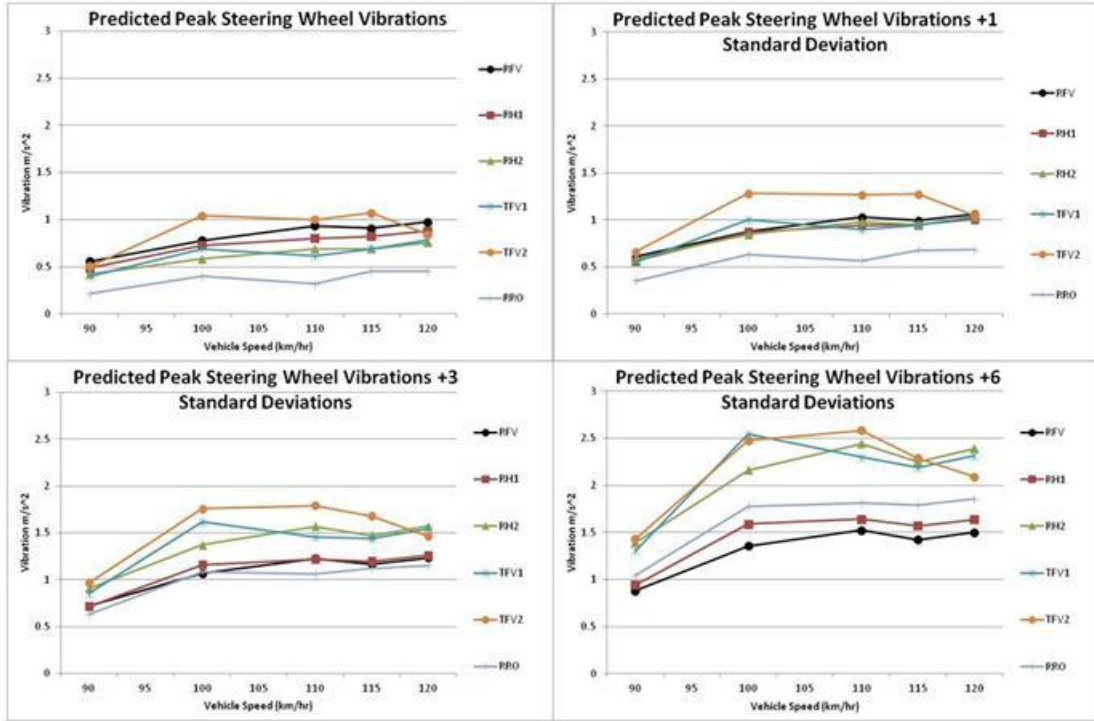 Predicted Peak Steering Wheel Vibrations
3
2.5
2
1.5
1
0.5
0
Vibration m/s^2
90 95 100 105 110 115 120
Vehicle Speed (km/hr)
RFV
RH1
RH2
TFV1
TFV2
RRO
Predicted Peak Steering Wheel Vibrations +1
Standard Deviation
3
2.5
2
1.5
1
0.5
0
Vibration m/s^2
90 95 100 105 110 115 120
Vehicle Speed (km/hr)
RFV
RH1
RH2
TFV1
TFV2
RRO
Predicted Peak Steering Wheel Vibrations +3
Standard Deviations
3
2.5
2
1.5
1
0.5
0
Vibration m/s^2
90 95 100 105 110 115 120
Vehicle Speed (km/hr)
RFV
RH1
RH2
TFV1
TFV2
RRO
Predicted Peak Steering Wheel Vibrations +6
Standard Deviations
3
2.5
2
1.5
1
0.5
0
Vibration m/s^2
90 95 100 105 110 115 120
Vehicle Speed (km/hr)
RFV
RH1
RH2
TFV1
TFV2
RRO